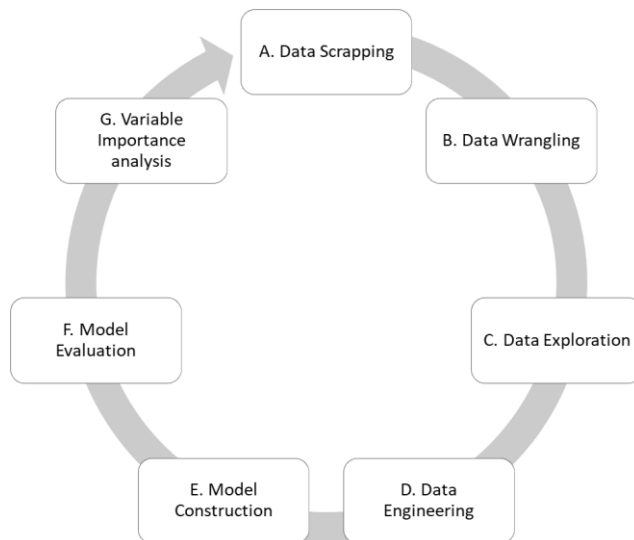 A. Data Scrapping
B. Data Wrangling
C. Data Exploration
D. Data
Engineering
E. Model
Construction
F. Model
Evaluation
G. Variable
Importance
analysis